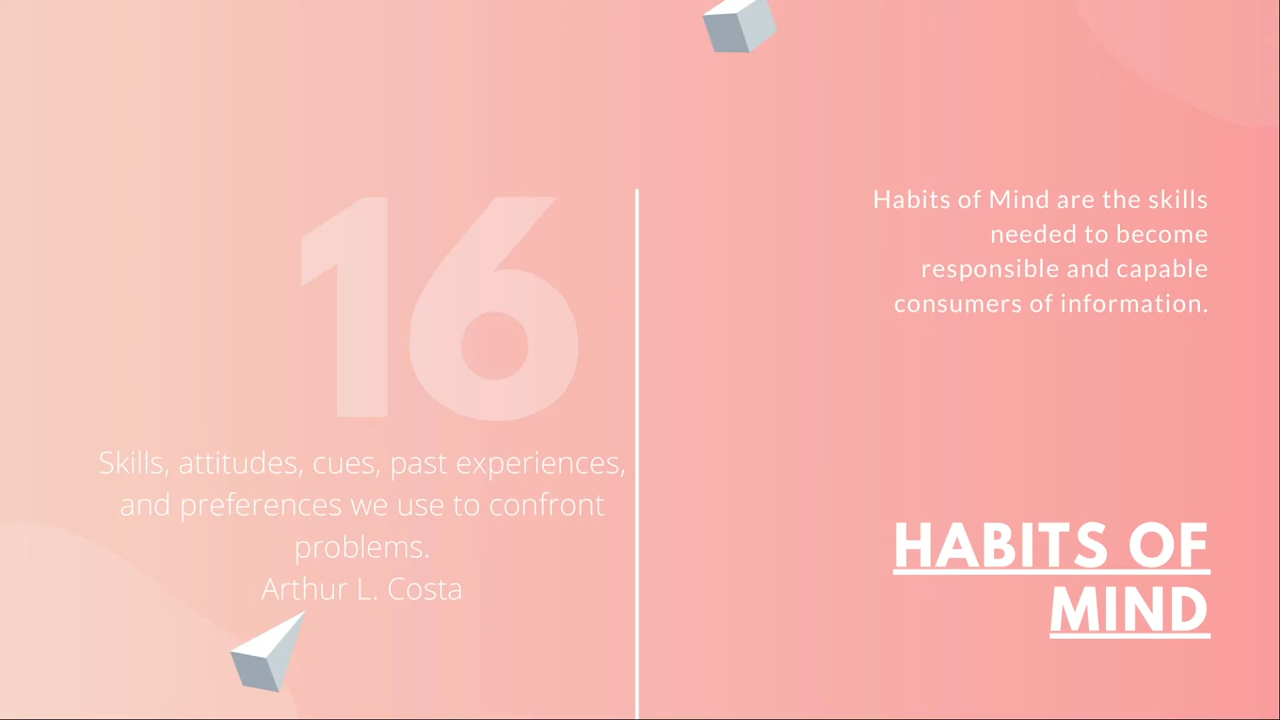 16
Skills, attitudes, cues, past experiences,
and preferences we use to confront
problems.
Arthur L. Costa
Habits of Mind are the skills
needed to become
responsible and capable
consumers of information.
HABITS OF
MIND